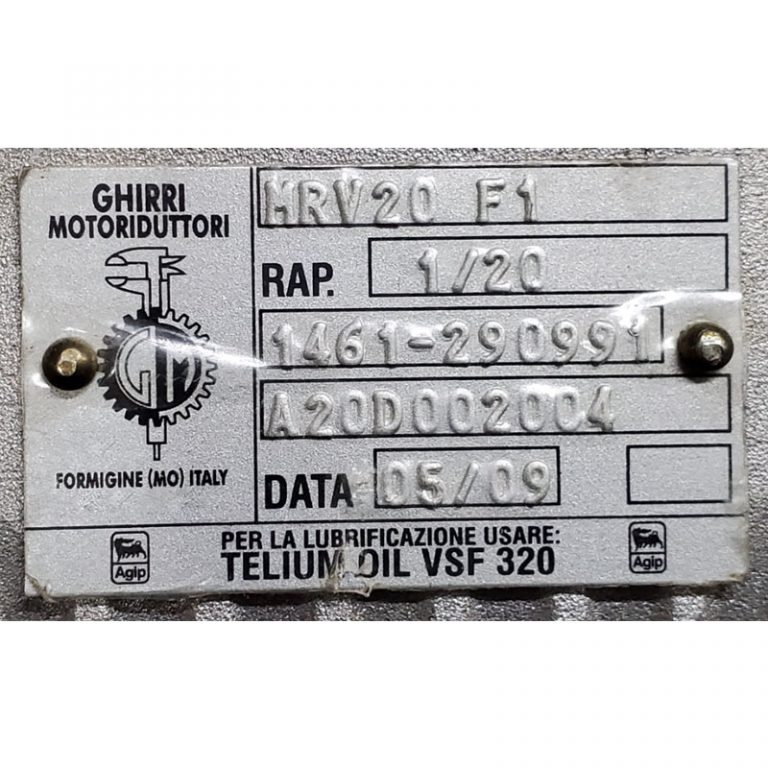 GHIRRI
MOTORIDUTTORI
GM
FORMIGINE (MO) ITALY
MRV20 F1
RAP. 1/20
1461-290991
A20D002004
DATA 05/09
PER LA LUBRIFICAZIONE USARE:
TELIUM OIL VSF 320
Agip
Agip